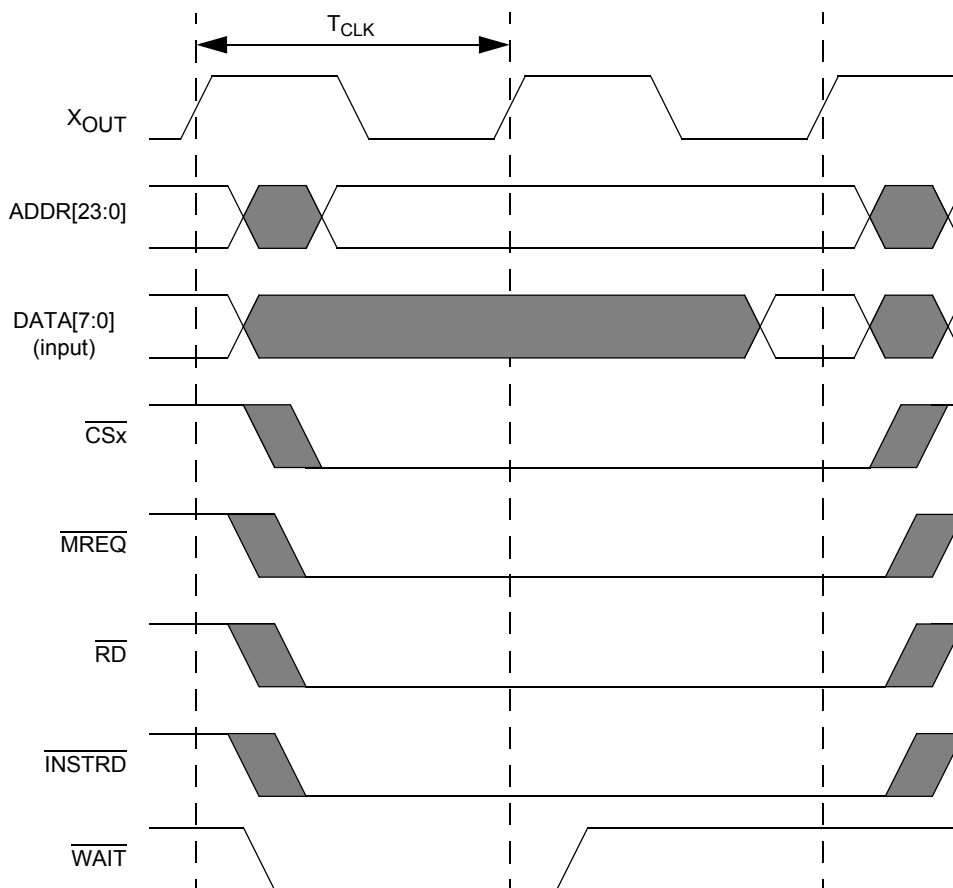 TCLK
XOUT
ADDR[23:0]
DATA[7:0]
(input)
CSx
MREQ
RD
INSTRD
WAIT